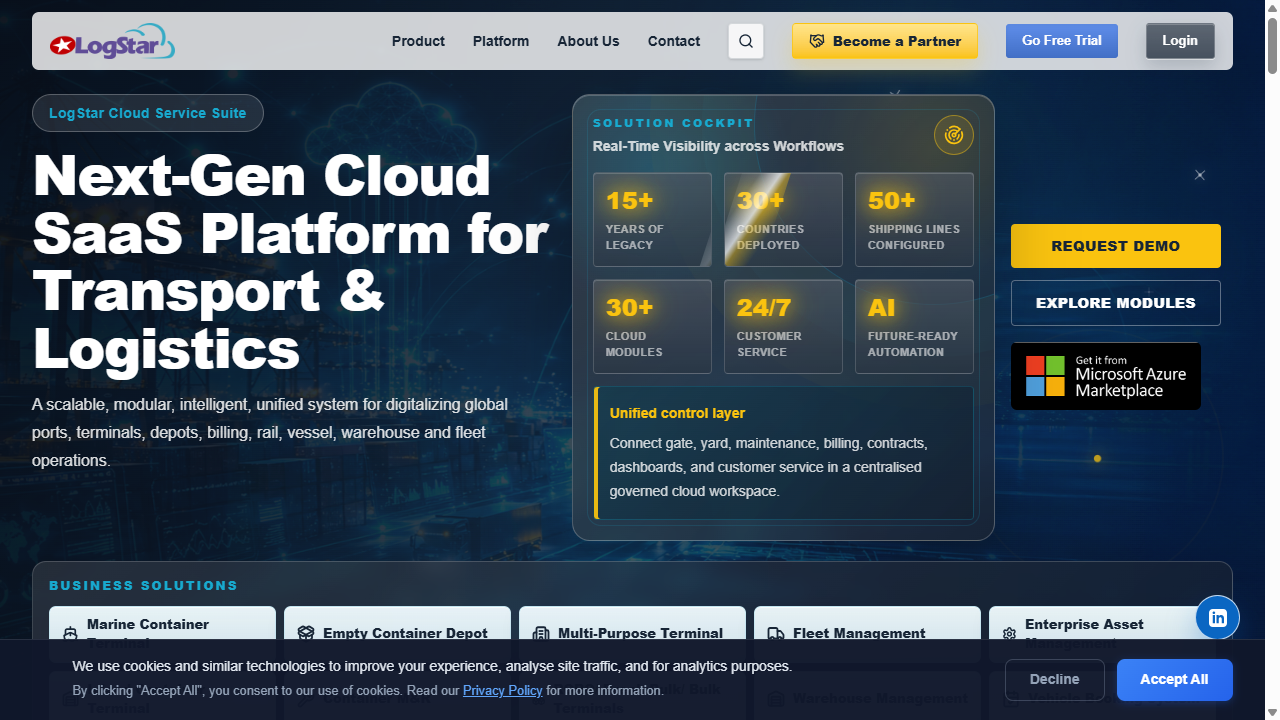 LogStar
Product
Platform
About Us
Contact
Become a Partner
Go Free Trial
Login
LogStar Cloud Service Suite
Next-Gen Cloud
SaaS Platform for
Transport &
Logistics
A scalable, modular, intelligent, unified system for digitalizing global
ports, terminals, depots, billing, rail, vessel, warehouse and fleet
operations.
SOLUTION COCKPIT
Real-Time Visibility across Workflows
15+
YEARS OF
LEGACY
30+
COUNTRIES
DEPLOYED
50+
SHIPPING LINES
CONFIGURED
30+
CLOUD
MODULES
24/7
CUSTOMER
SERVICE
AI
FUTURE-READY
AUTOMATION
Unified control layer
Connect gate, yard, maintenance, billing, contracts,
dashboards, and customer service in a centralised
governed cloud workspace.
REQUEST DEMO
EXPLORE MODULES
Get it from
Microsoft Azure
Marketplace
BUSINESS SOLUTIONS
Marine Container
Terminal
Empty Container Depot
Multi-Purpose Terminal
Fleet Management
Enterprise Asset
Management
in
We use cookies and similar technologies to improve your experience, analyse site traffic, and for analytics purposes.
By clicking "Accept All", you consent to our use of cookies. Read our Privacy Policy for more information.
Decline
Accept All
Terminal
Terminals
Warehouse Management